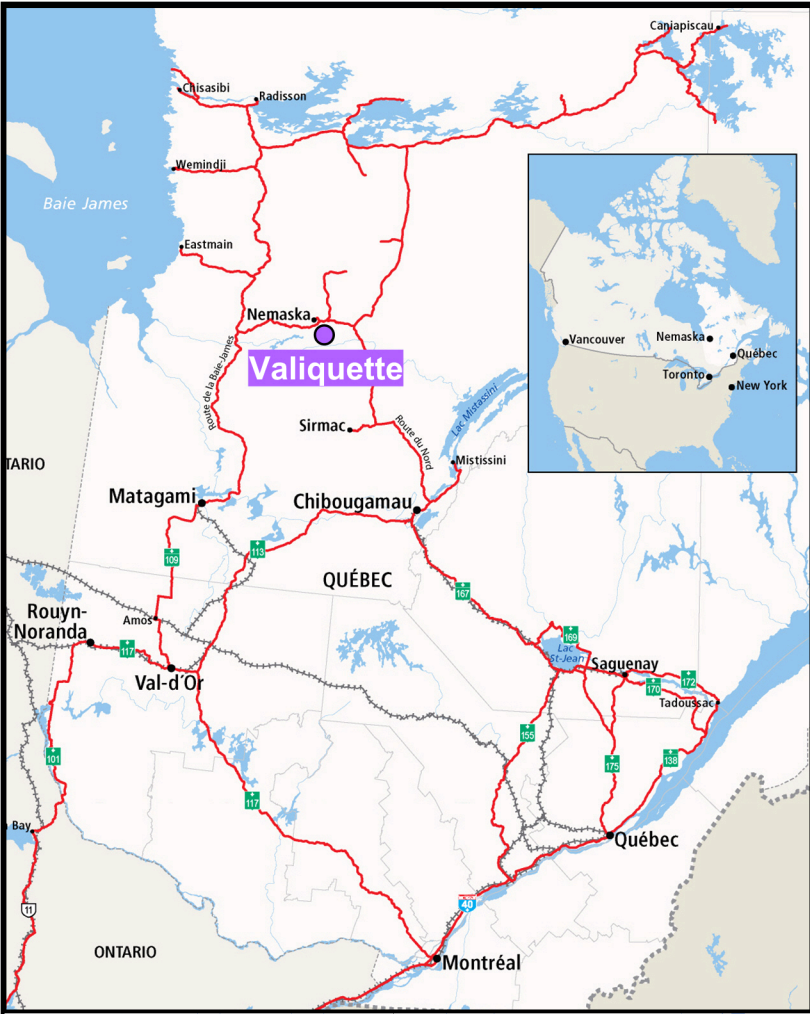 Caniapiscau
Chisasibi
Radisson
Wemindji
Baie James
Eastmain
Nemaska
Valiquette
Route de la Baie-James
Sirmac
Route du Nord
Lac Mistassini
Mistissini
Vancouver
Nemaska
Québec
Toronto
New York
TARIO
Matagami
Chibougamau
109
113
QUÉBEC
167
Rouyn-
Noranda
Amos
117
Val-d'Or
169
Lac
St-Jean
Saguenay
172
170
Tadoussac
101
155
175
138
117
Bay
Québec
11
40
ONTARIO
Montréal